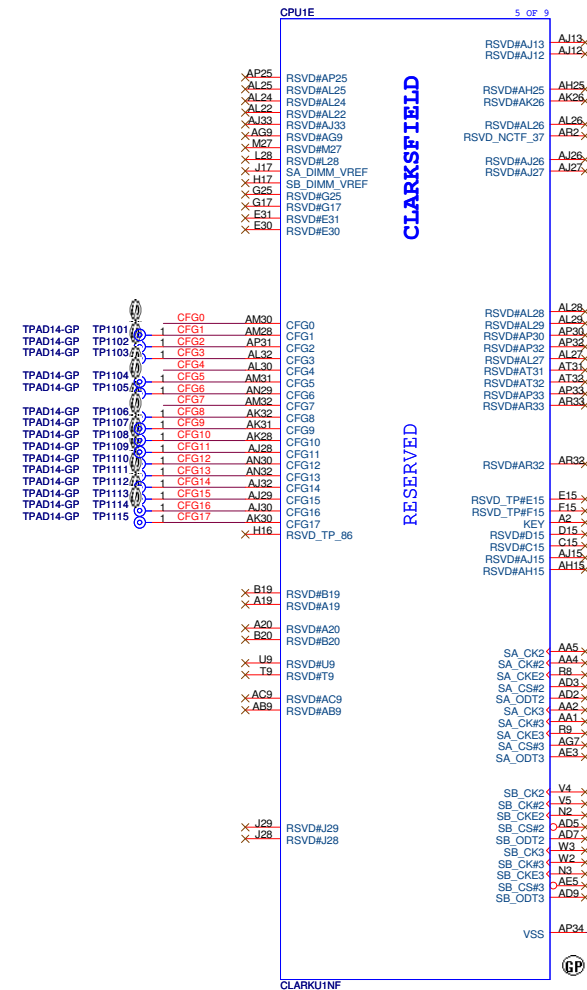 CPU1E 5 OF 9
AJ13 RSVD#AJ13
AJ12 RSVD#AJ12
AP25 RSVD#AP25
AL25 RSVD#AL25
AL24 RSVD#AL24
AL22 RSVD#AL22
AJ33 RSVD#AJ33
AG9 RSVD#AG9
M27 RSVD#M27
L28 RSVD#L28
J17 SA_DIMM_VREF
H17 SB_DIMM_VREF
G25 RSVD#G25
G17 RSVD#G17
E31 RSVD#E31
E30 RSVD#E30
CLARKSFIELD
RSVD#AH25 AH25
RSVD#AK26 AK26
RSVD#AL26 AL26
RSVD_NCTF_37 AR2
RSVD#AJ26 AJ26
RSVD#AJ27 AJ27
CFG0 AM30 CFG0
TPAD14-GP TP1101 1 CFG1 AM28 CFG1
TPAD14-GP TP1102 1 CFG2 AP31 CFG2
TPAD14-GP TP1103 1 CFG3 AL32 CFG3
CFG4 AL30 CFG4
TPAD14-GP TP1104 1 CFG5 AM31 CFG5
TPAD14-GP TP1105 1 CFG6 AN29 CFG6
CFG7 AM32 CFG7
TPAD14-GP TP1106 1 CFG8 AK32 CFG8
TPAD14-GP TP1107 1 CFG9 AK31 CFG9
TPAD14-GP TP1108 1 CFG10 AK28 CFG10
TPAD14-GP TP1109 1 CFG11 AJ28 CFG11
TPAD14-GP TP1110 1 CFG12 AN30 CFG12
TPAD14-GP TP1111 1 CFG13 AN32 CFG13
TPAD14-GP TP1112 1 CFG14 AJ32 CFG14
TPAD14-GP TP1113 1 CFG15 AJ29 CFG15
TPAD14-GP TP1114 1 CFG16 AJ30 CFG16
TPAD14-GP TP1115 1 CFG17 AK30 CFG17
H16 RSVD_TP_86
RESERVED
RSVD#AL28 AL28
RSVD#AL29 AL29
RSVD#AP30 AP30
RSVD#AP32 AP32
RSVD#AL27 AL27
RSVD#AT31 AT31
RSVD#AT32 AT32
RSVD#AP33 AP33
RSVD#AR33 AR33
RSVD#AR32 AR32
RSVD_TP#E15 E15
RSVD_TP#F15 F15
KEY A2
RSVD#D15 D15
RSVD#C15 C15
RSVD#AJ15 AJ15
RSVD#AH15 AH15
B19 RSVD#B19
A19 RSVD#A19
A20 RSVD#A20
B20 RSVD#B20
U9 RSVD#U9
T9 RSVD#T9
AC9 RSVD#AC9
AB9 RSVD#AB9
J29 RSVD#J29
J28 RSVD#J28
SA_CK2 AA5
SA_CK#2 AA4
SA_CKE2 R8
SA_CS#2 AD3
SA_ODT2 AD2
SA_CK3 AA2
SA_CK#3 AA1
SA_CKE3 R9
SA_CS#3 AG7
SA_ODT3 AE3
SB_CK2 V4
SB_CK#2 V5
SB_CKE2 N2
SB_CS#2 AD5
SB_ODT2 AD7
SB_CK3 W3
SB_CK#3 W2
SB_CKE3 N3
SB_CS#3 AE5
SB_ODT3 AD9
VSS AP34
GP
CLARKU1NF